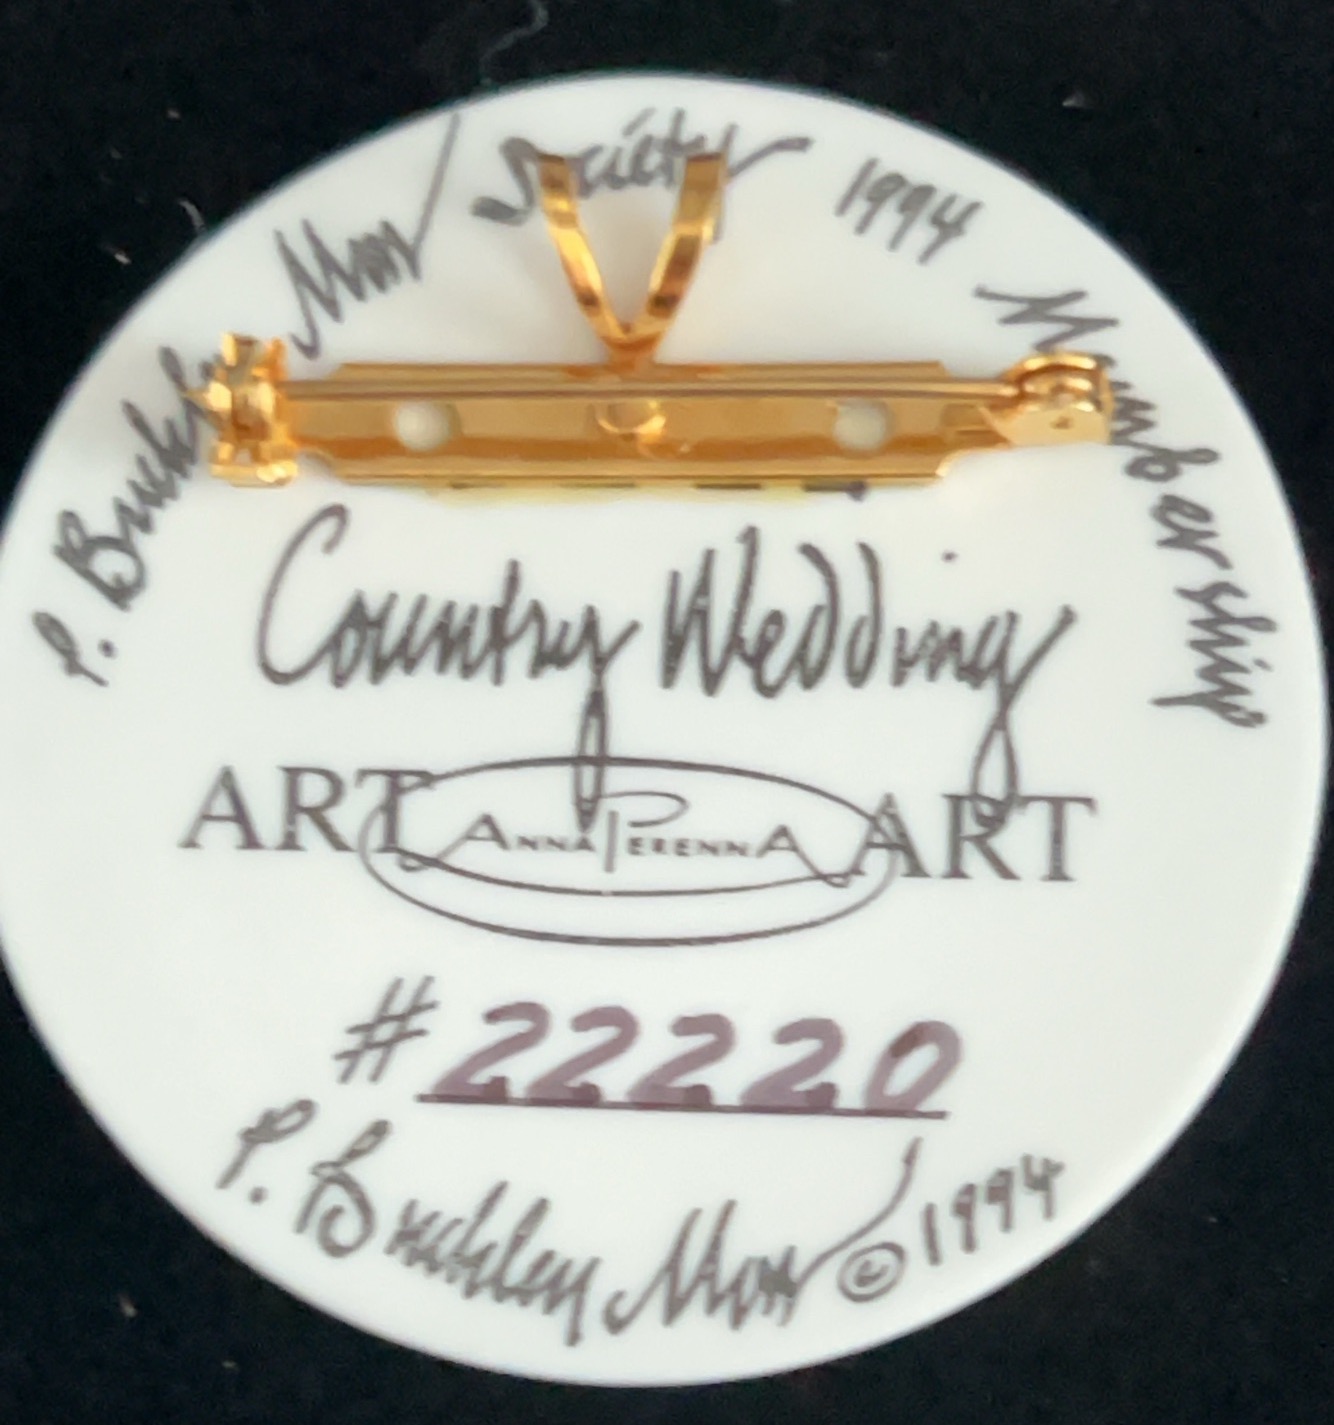 P. Buckley Moss Society 1994 Membership
Country Wedding
ART ANNA PERENNA ART
# 22220
P. Buckley Moss © 1994